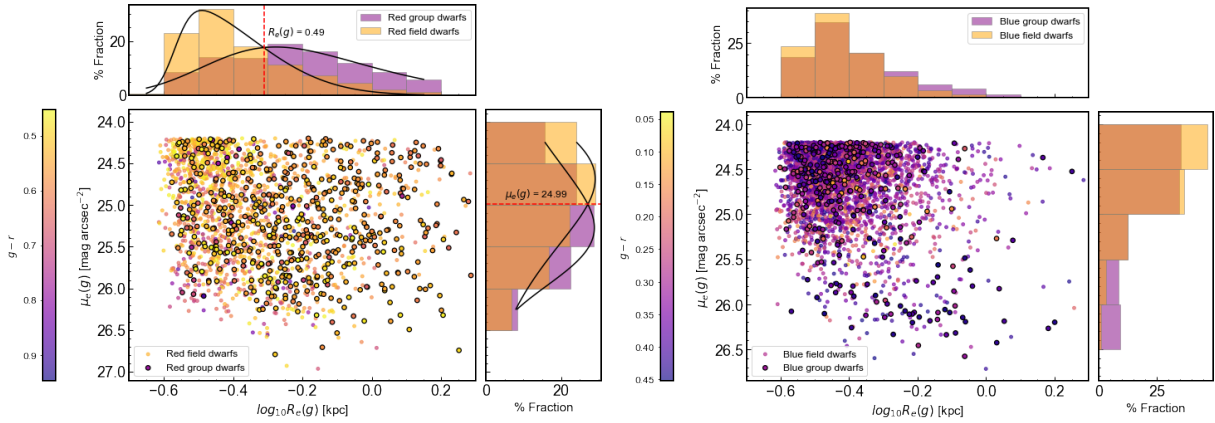 % Fraction
20
0
Red group dwarfs
Red field dwarfs
R_e(g) = 0.49
g − r
0.5
0.6
0.7
0.8
0.9
μ_e(g) [mag arcsec⁻²]
24.0
24.5
25.0
25.5
26.0
26.5
27.0
Red field dwarfs
Red group dwarfs
−0.6
−0.4
−0.2
0.0
0.2
log₁₀R_e(g) [kpc]
μ_e(g) = 24.99
20
% Fraction
% Fraction
25
0
Blue group dwarfs
Blue field dwarfs
g − r
0.05
0.10
0.15
0.20
0.25
0.30
0.35
0.40
0.45
μ_e(g) [mag arcsec⁻²]
24.0
24.5
25.0
25.5
26.0
26.5
Blue field dwarfs
Blue group dwarfs
−0.6
−0.4
−0.2
0.0
0.2
log₁₀R_e(g) [kpc]
25
% Fraction